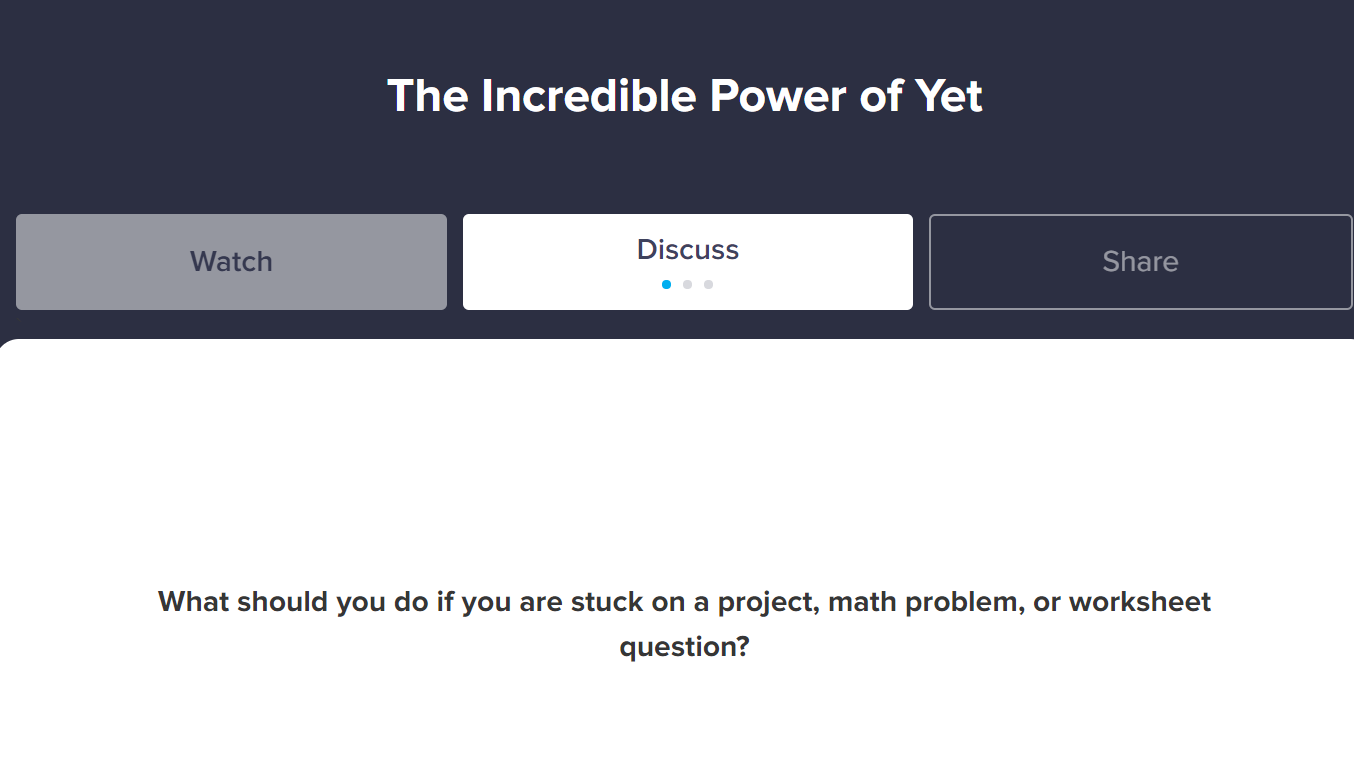 The Incredible Power of Yet
Watch
Discuss
Share
What should you do if you are stuck on a project, math problem, or worksheet
question?